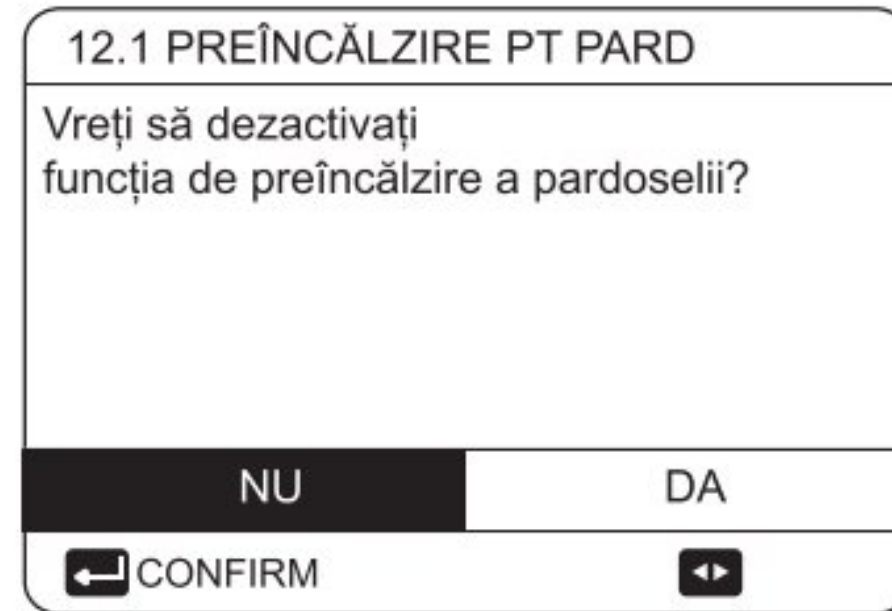 12.1 PREÎNCĂLZIRE PT PARD
Vreți să dezactivați
funcția de preîncălzire a pardoselii?
NU DA
CONFIRM